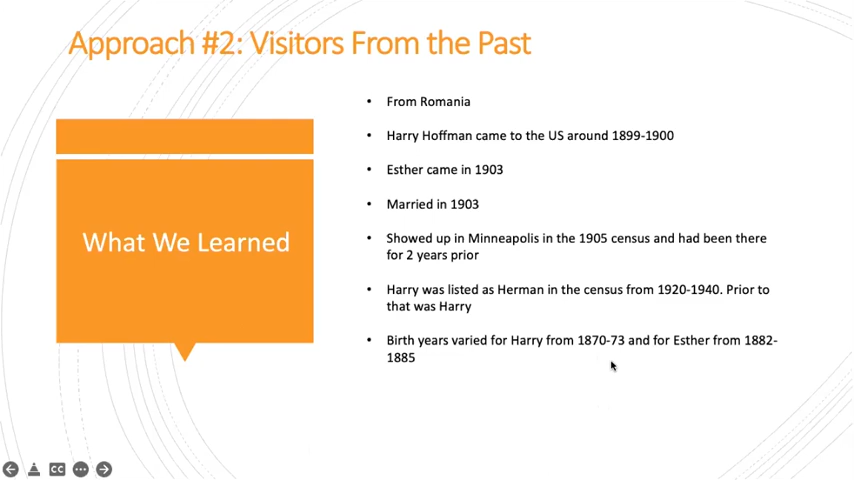 Approach #2: Visitors From the Past
What We Learned
• From Romania
• Harry Hoffman came to the US around 1899-1900
• Esther came in 1903
• Married in 1903
• Showed up in Minneapolis in the 1905 census and had been there
for 2 years prior
• Harry was listed as Herman in the census from 1920-1940. Prior to
that was Harry
• Birth years varied for Harry from 1870-73 and for Esther from 1882-
1885
CC